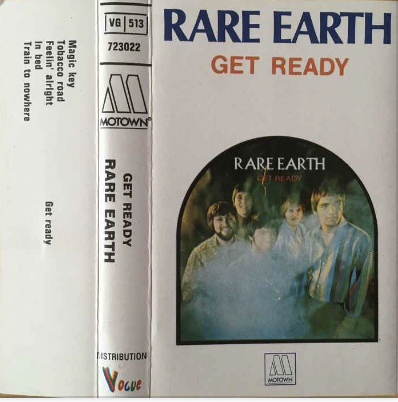 Magic key
Tobacco road
Feelin' alright
In bed
Train to nowhere
Get ready
VG 513
723022
M
MOTOWN
GET READY
RARE EARTH
DISTRIBUTION
VOGUE
RARE EARTH
GET READY
RARE EARTH
GET READY
M
MOTOWN